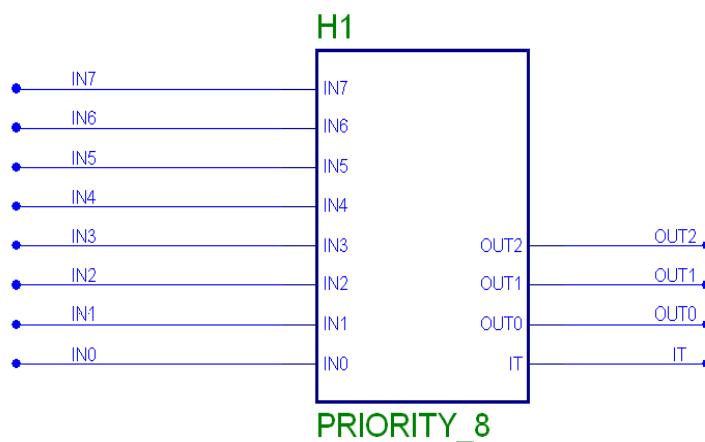 H1
IN7 IN7
IN6 IN6
IN5 IN5
IN4 IN4
IN3 IN3 OUT2 OUT2
IN2 IN2 OUT1 OUT1
IN1 IN1 OUT0 OUT0
IN0 IN0 IT IT
PRIORITY_8